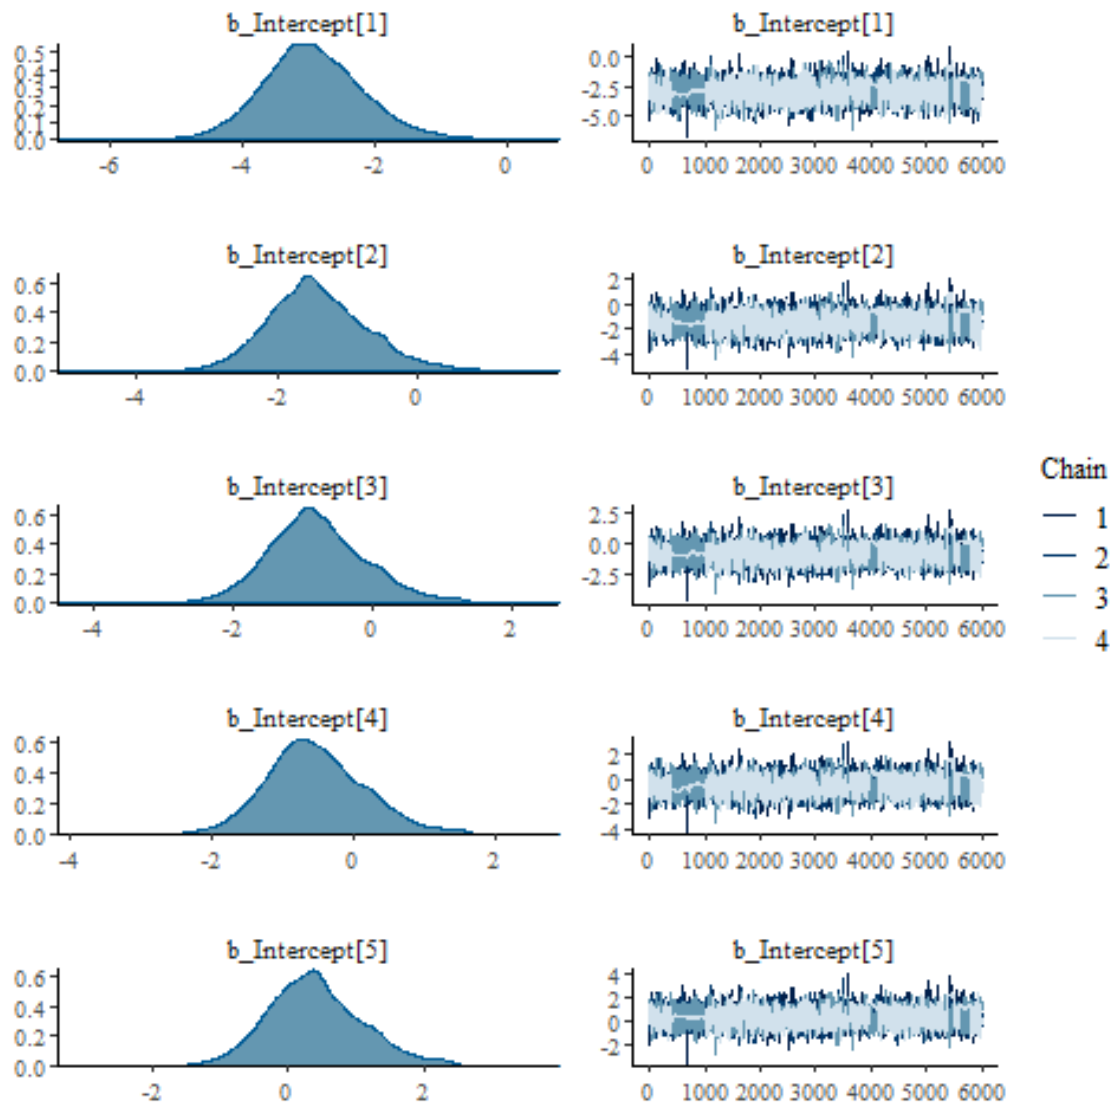 b_Intercept[1] b_Intercept[1]
0.5
0.4
0.3
0.2
0.1
0.0
-6 -4 -2 0
0.0
-2.5
-5.0
0 1000 2000 3000 4000 5000 6000
b_Intercept[2] b_Intercept[2]
0.6
0.4
0.2
0.0
-4 -2 0
2
0
-2
-4
0 1000 2000 3000 4000 5000 6000
b_Intercept[3] b_Intercept[3]
0.6
0.4
0.2
0.0
-4 -2 0 2
2.5
0.0
-2.5
0 1000 2000 3000 4000 5000 6000
b_Intercept[4] b_Intercept[4]
0.6
0.4
0.2
0.0
-4 -2 0 2
2
0
-2
-4
0 1000 2000 3000 4000 5000 6000
b_Intercept[5] b_Intercept[5]
0.6
0.4
0.2
0.0
-2 0 2
4
2
0
-2
0 1000 2000 3000 4000 5000 6000
Chain
1
2
3
4